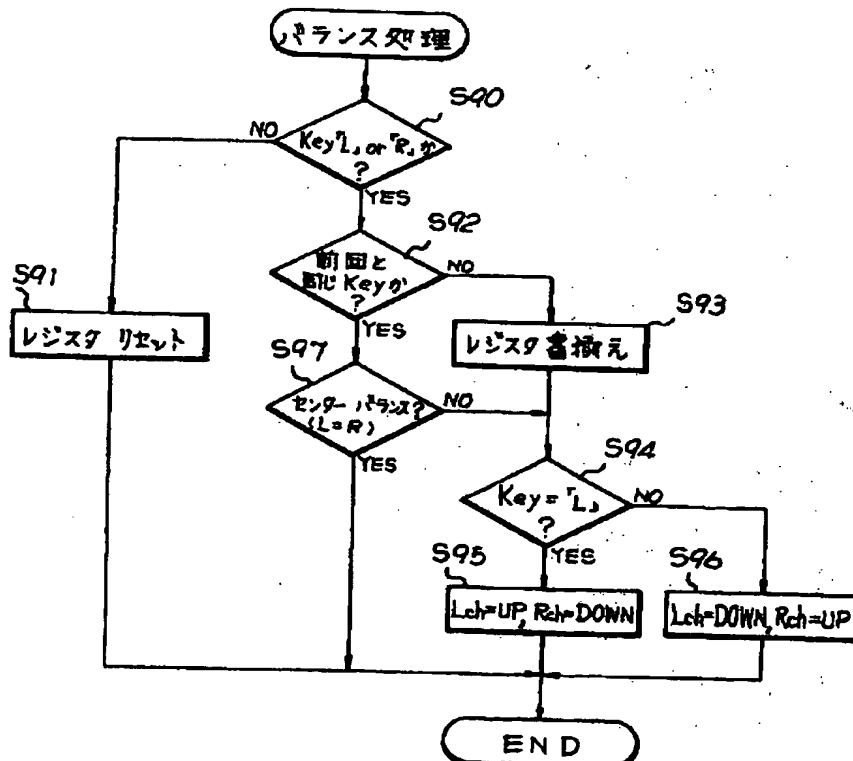 バランス処理
S90
Key「L」or「R」か
?
NO
YES
S92
前回と
同じKeyか
?
NO
YES
S91
レジスタ リセット
S93
レジスタ書換え
S97
センター バランス?
(L=R)
NO
YES
S94
Key=「L」
?
NO
YES
S95
Lch=UP, Rch=DOWN
S96
Lch=DOWN, Rch=UP
END